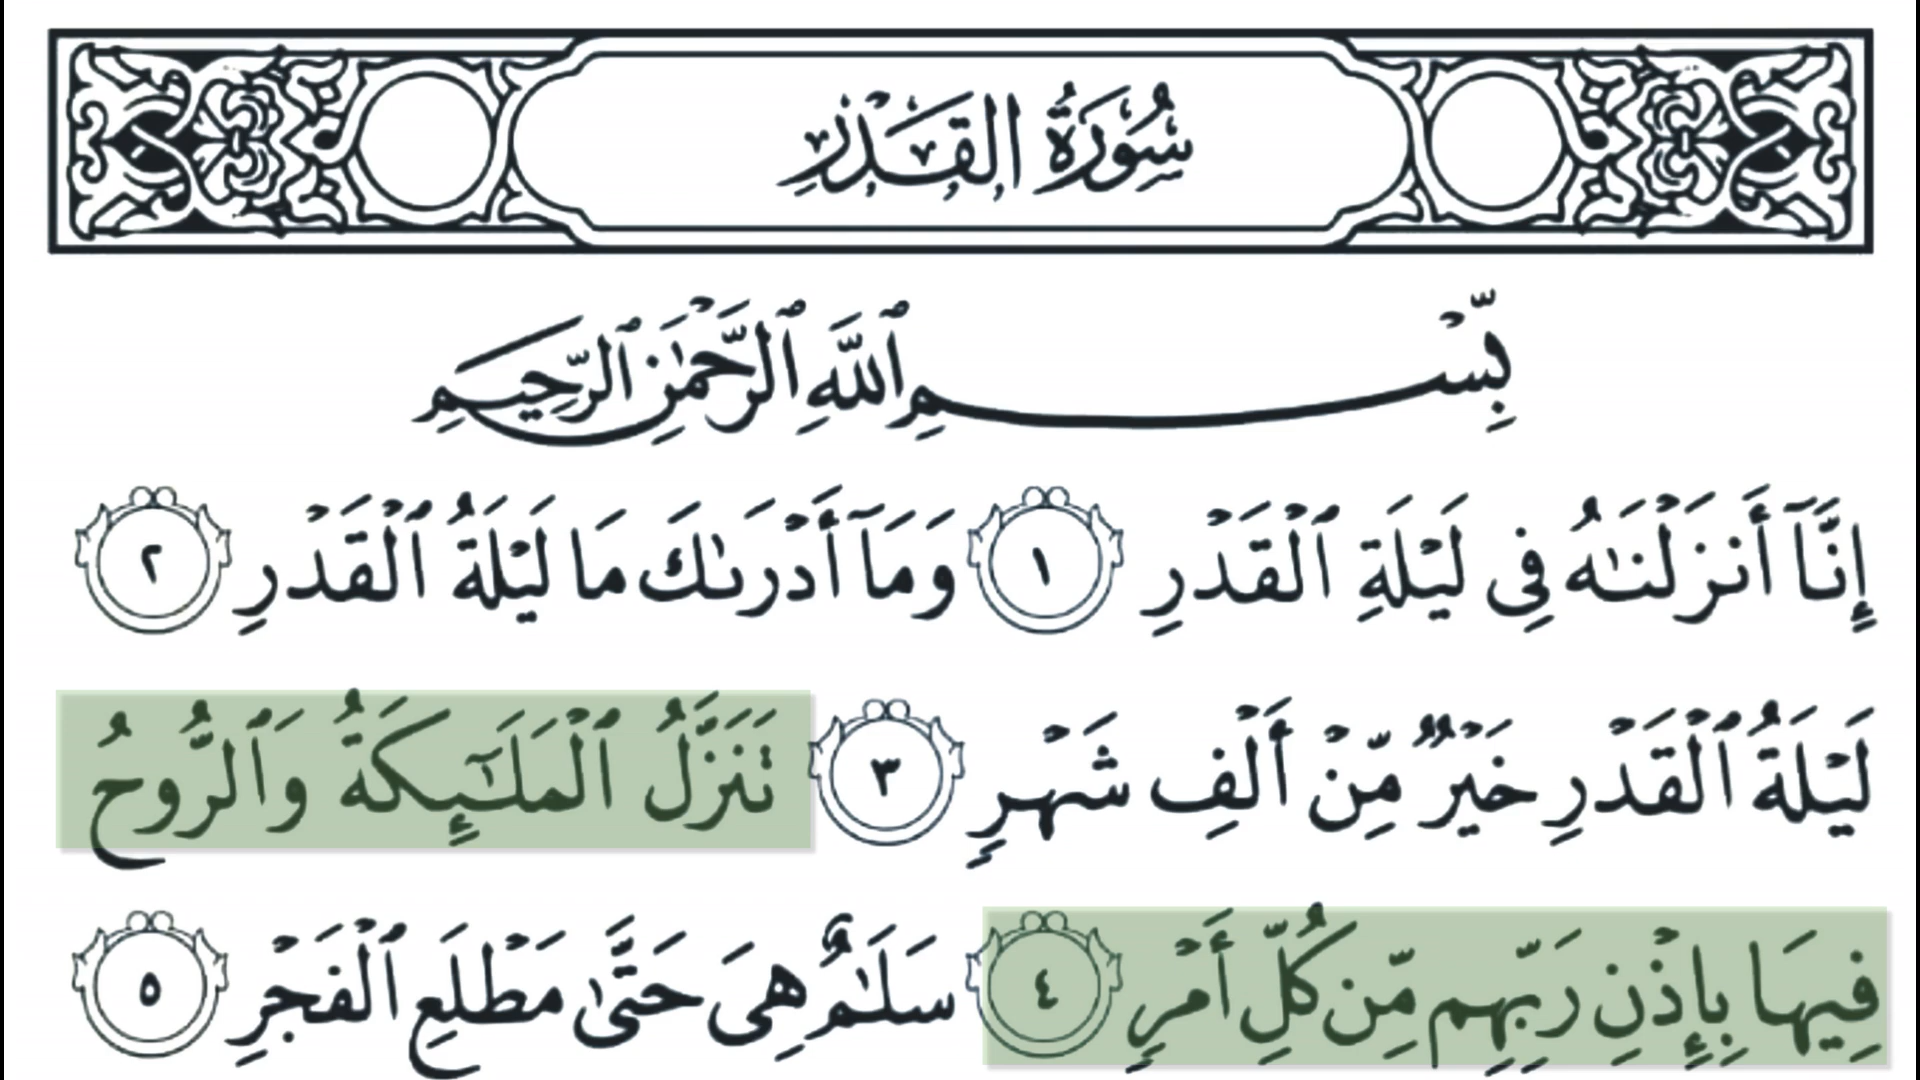 سُورَةُ القَدْرِ
بِّسْمِ ٱللَّهِ ٱلرَّحْمَٰنِ ٱلرَّحِيمِ
إِنَّآ أَنزَلْنَٰهُ فِى لَيْلَةِ ٱلْقَدْرِ ١ وَمَآ أَدْرَىٰكَ مَا لَيْلَةُ ٱلْقَدْرِ ٢
لَيْلَةُ ٱلْقَدْرِ خَيْرٌ مِّنْ أَلْفِ شَهْرٍ ٣ تَنَزَّلُ ٱلْمَلَٰٓئِكَةُ وَٱلرُّوحُ
فِيهَا بِإِذْنِ رَبِّهِم مِّن كُلِّ أَمْرٍ ٤ سَلَٰمٌ هِىَ حَتَّىٰ مَطْلَعِ ٱلْفَجْرِ ٥